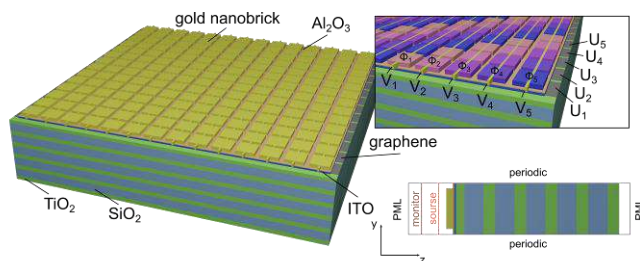 gold nanobrick
Al₂O₃
graphene
ITO
TiO₂
SiO₂
Φ₁
Φ₂
Φ₃
Φ₄
Φ₅
V₁
V₂
V₃
V₄
V₅
U₅
U₄
U₃
U₂
U₁
periodic
PML
monitor
sourse
PML
periodic
y
z